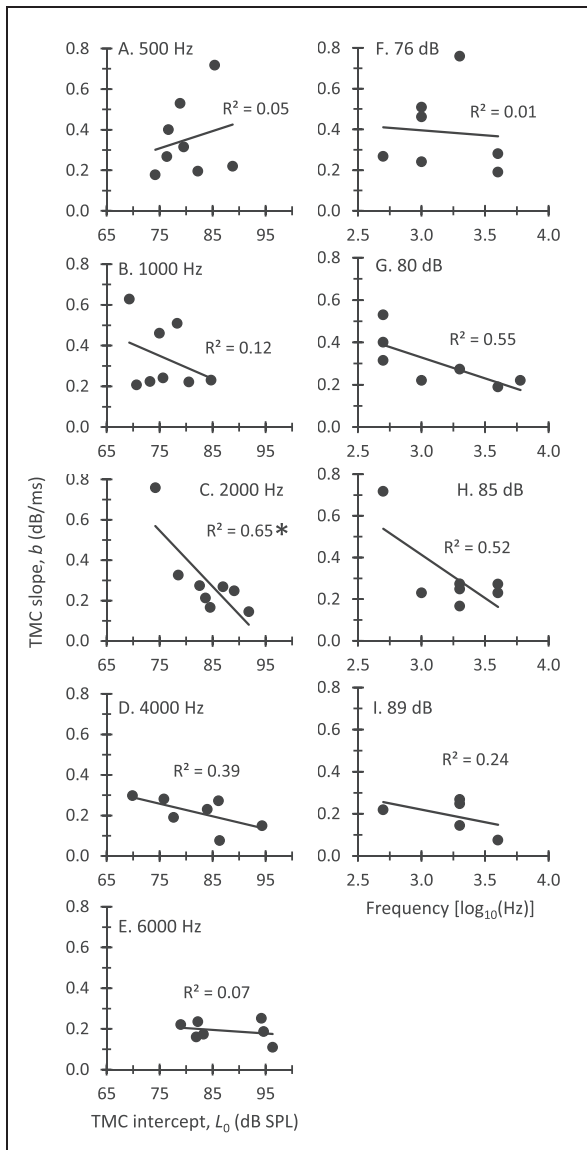 A. 500 Hz
R² = 0.05
0.8
0.6
0.4
0.2
0.0
65 75 85 95
F. 76 dB
R² = 0.01
0.8
0.6
0.4
0.2
0.0
2.5 3.0 3.5 4.0
B. 1000 Hz
R² = 0.12
0.8
0.6
0.4
0.2
0.0
65 75 85 95
G. 80 dB
R² = 0.55
0.8
0.6
0.4
0.2
0.0
2.5 3.0 3.5 4.0
TMC slope, b (dB/ms)
C. 2000 Hz
R² = 0.65*
0.8
0.6
0.4
0.2
0.0
65 75 85 95
H. 85 dB
R² = 0.52
0.8
0.6
0.4
0.2
0.0
2.5 3.0 3.5 4.0
D. 4000 Hz
R² = 0.39
0.8
0.6
0.4
0.2
0.0
65 75 85 95
I. 89 dB
R² = 0.24
0.8
0.6
0.4
0.2
0.0
2.5 3.0 3.5 4.0
Frequency [log₁₀(Hz)]
E. 6000 Hz
R² = 0.07
0.8
0.6
0.4
0.2
0.0
65 75 85 95
TMC intercept, L₀ (dB SPL)